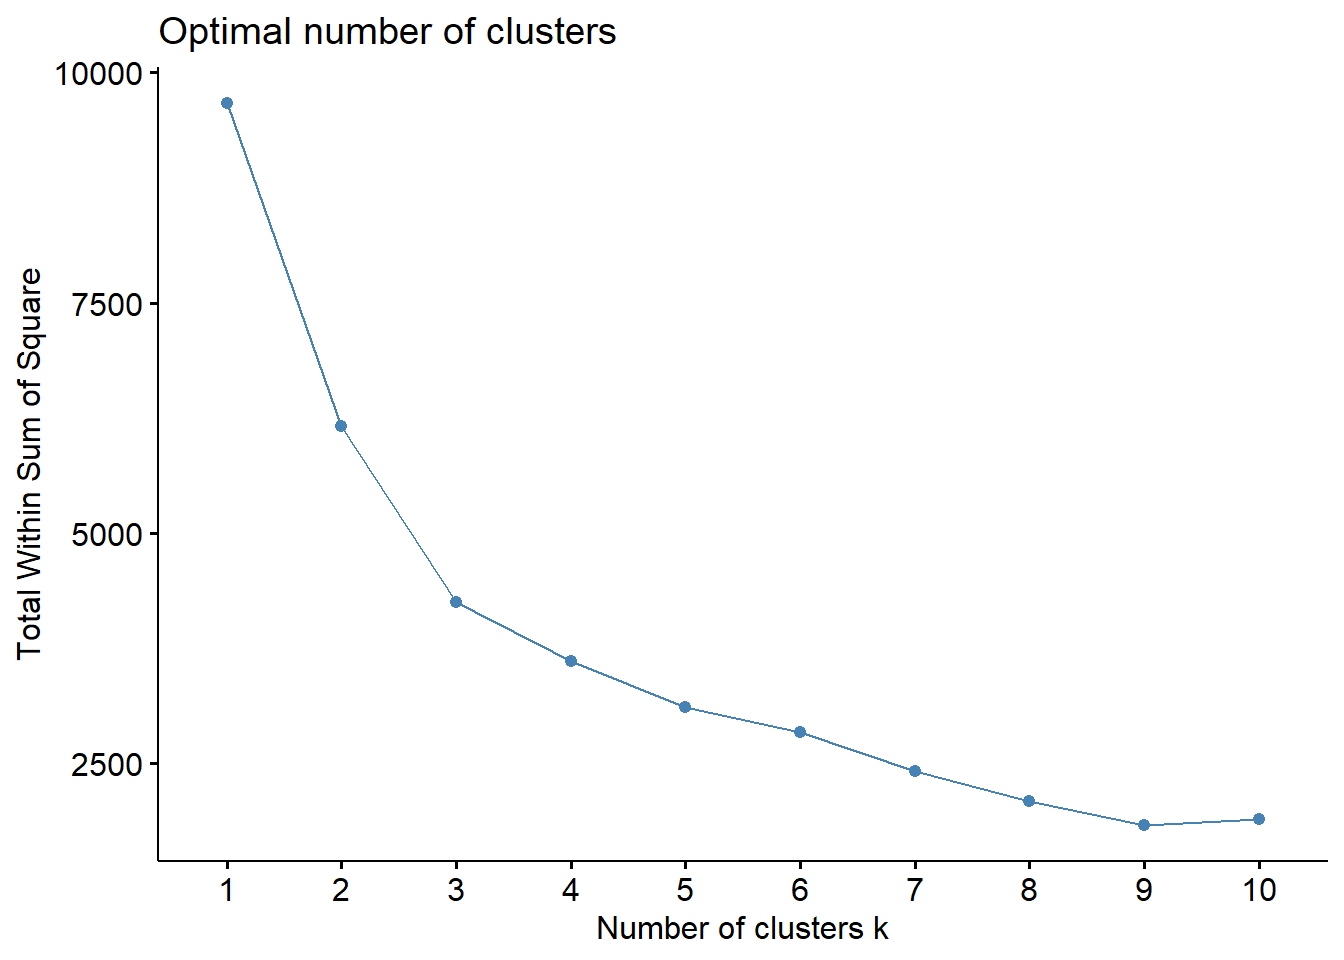 Optimal number of clusters
Total Within Sum of Square
10000
7500
5000
2500
1 2 3 4 5 6 7 8 9 10
Number of clusters k